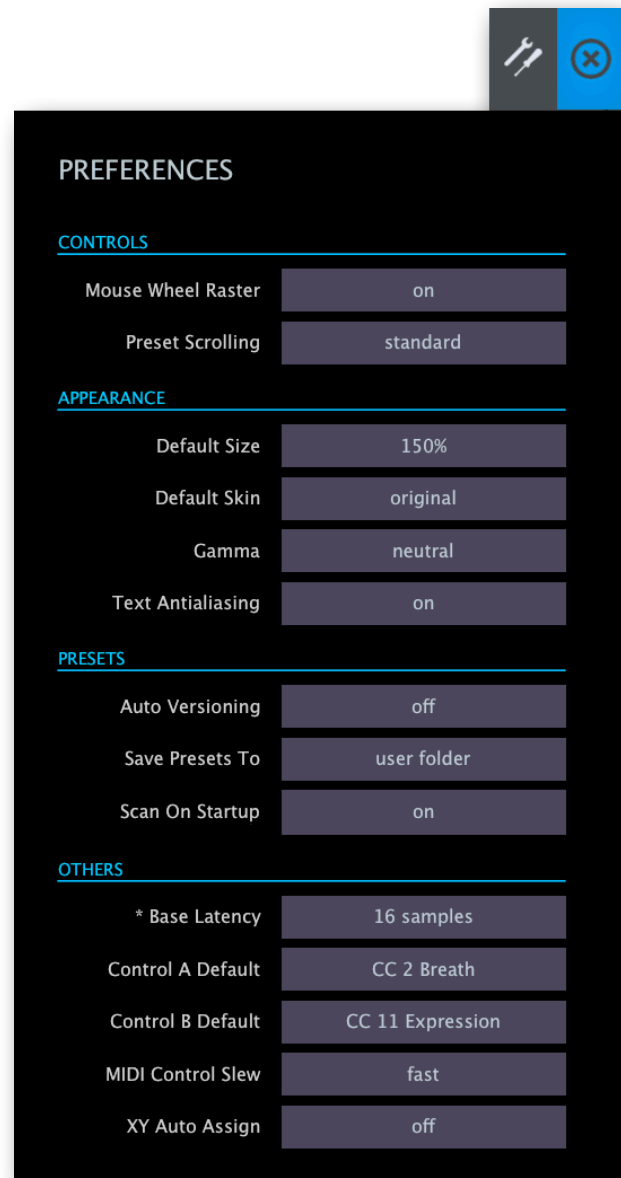 PREFERENCES
CONTROLS
Mouse Wheel Raster on
Preset Scrolling standard
APPEARANCE
Default Size 150%
Default Skin original
Gamma neutral
Text Antialiasing on
PRESETS
Auto Versioning off
Save Presets To user folder
Scan On Startup on
OTHERS
* Base Latency 16 samples
Control A Default CC 2 Breath
Control B Default CC 11 Expression
MIDI Control Slew fast
XY Auto Assign off